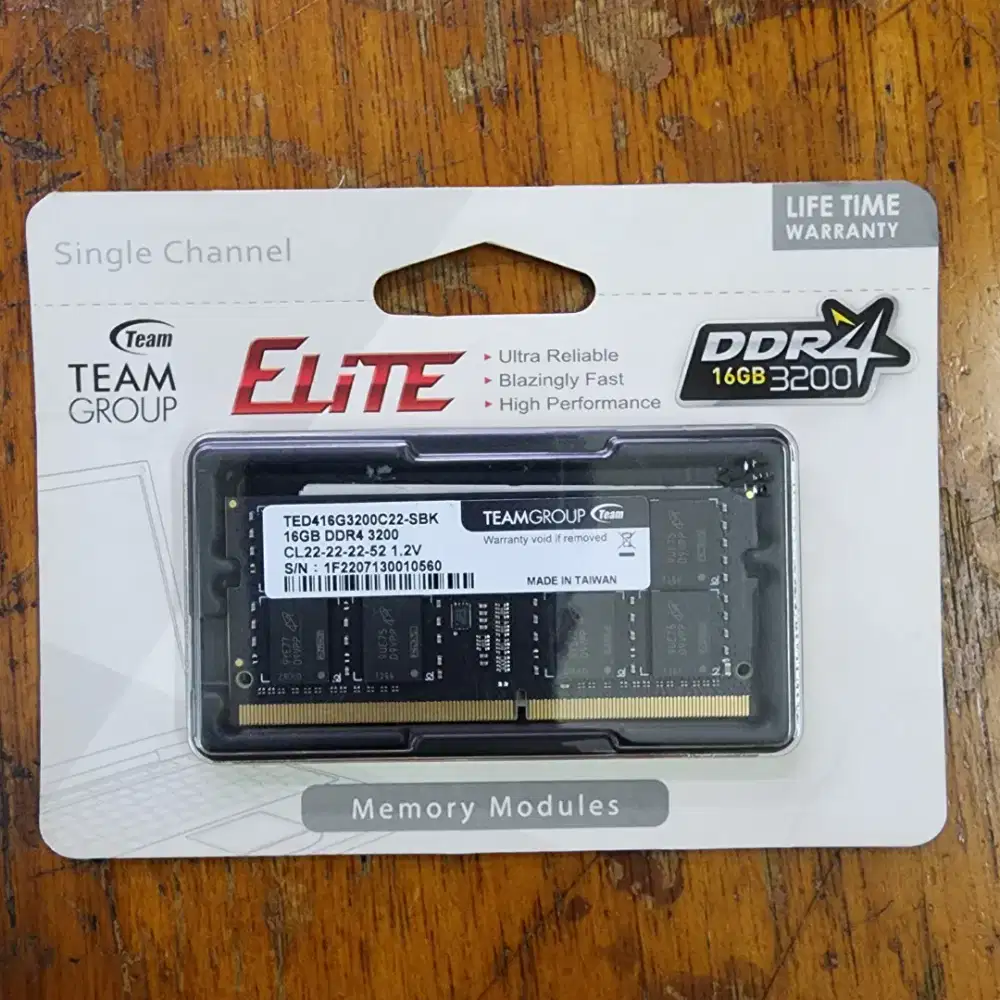 LIFE TIME
WARRANTY
Single Channel
Team
TEAM
GROUP
ELiTE
Ultra Reliable
Blazingly Fast
High Performance
DDR4
16GB 3200
TED416G3200C22-SBK
16GB DDR4 3200
CL22-22-22-52 1.2V
S/N : 1F2207130010560
TEAMGROUP Team
Warranty void if removed
MADE IN TAIWAN
Memory Modules